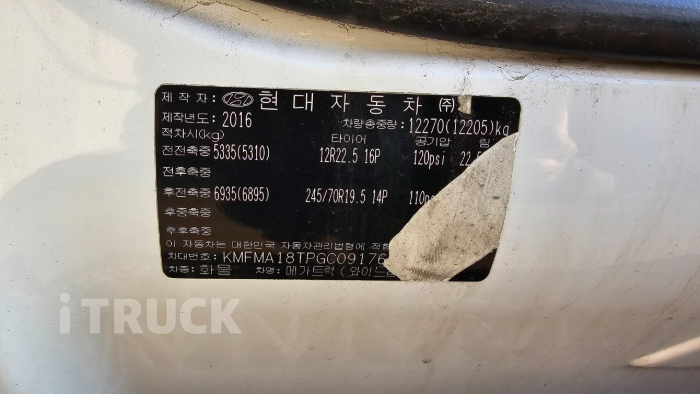 제작자: 현대자동차㈜
제작년도: 2016 차량총중량: 12270(12205)kg
적차시(kg) 타이어 공기압 림
전전축중 5335(5310) 12R22.5 16P 120psi
전후축중
후전축중 6935(6895) 245/70R19.5 14P
후중축중
후후축중
이 자동차는 대한민국 자동차관리법령에
차대번호: KMFMA18TPGC09176
차종: 화물 차명: 메가트럭
iTRUCK